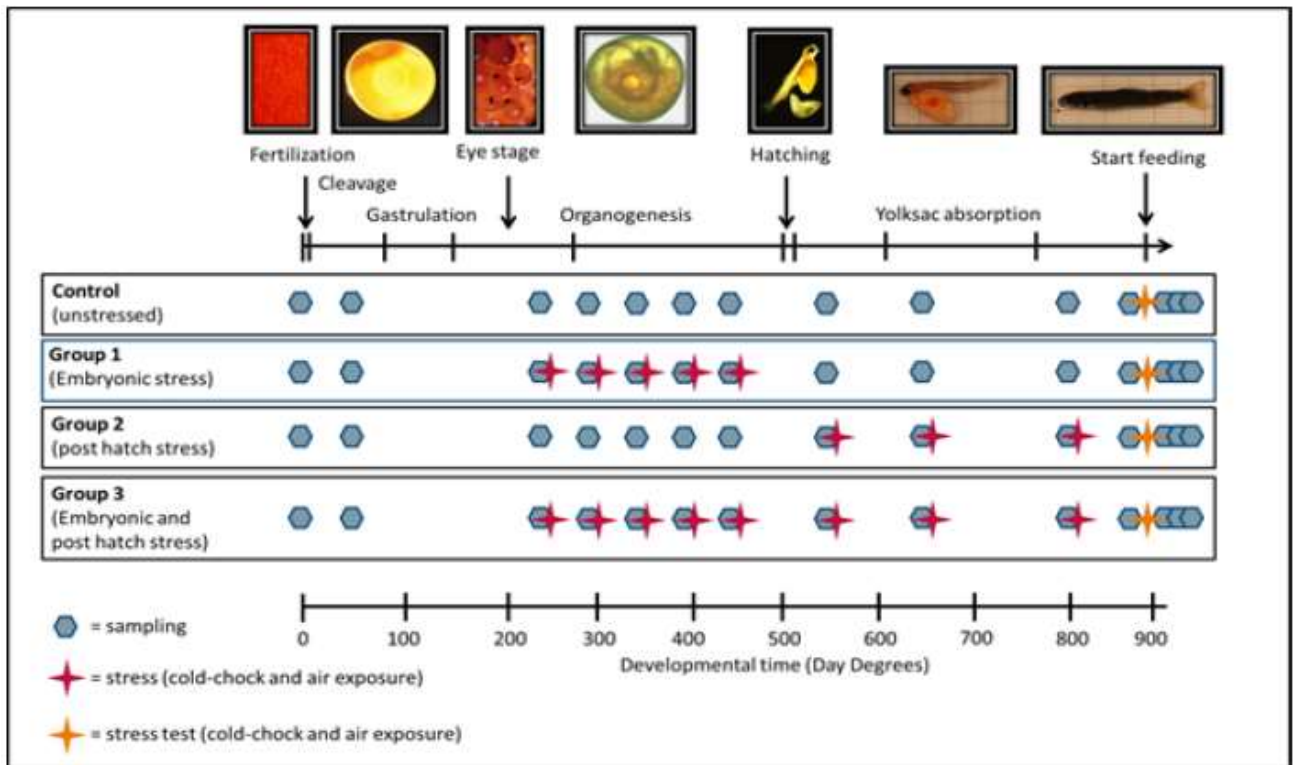 Fertilization
Eye stage
Hatching
Start feeding
Cleavage
Gastrulation
Organogenesis
Yolksac absorption
Control
(unstressed)
Group 1
(Embryonic stress)
Group 2
(post hatch stress)
Group 3
(Embryonic and
post hatch stress)
0 100 200 300 400 500 600 700 800 900
Developmental time (Day Degrees)
= sampling
= stress (cold-chock and air exposure)
= stress test (cold-chock and air exposure)